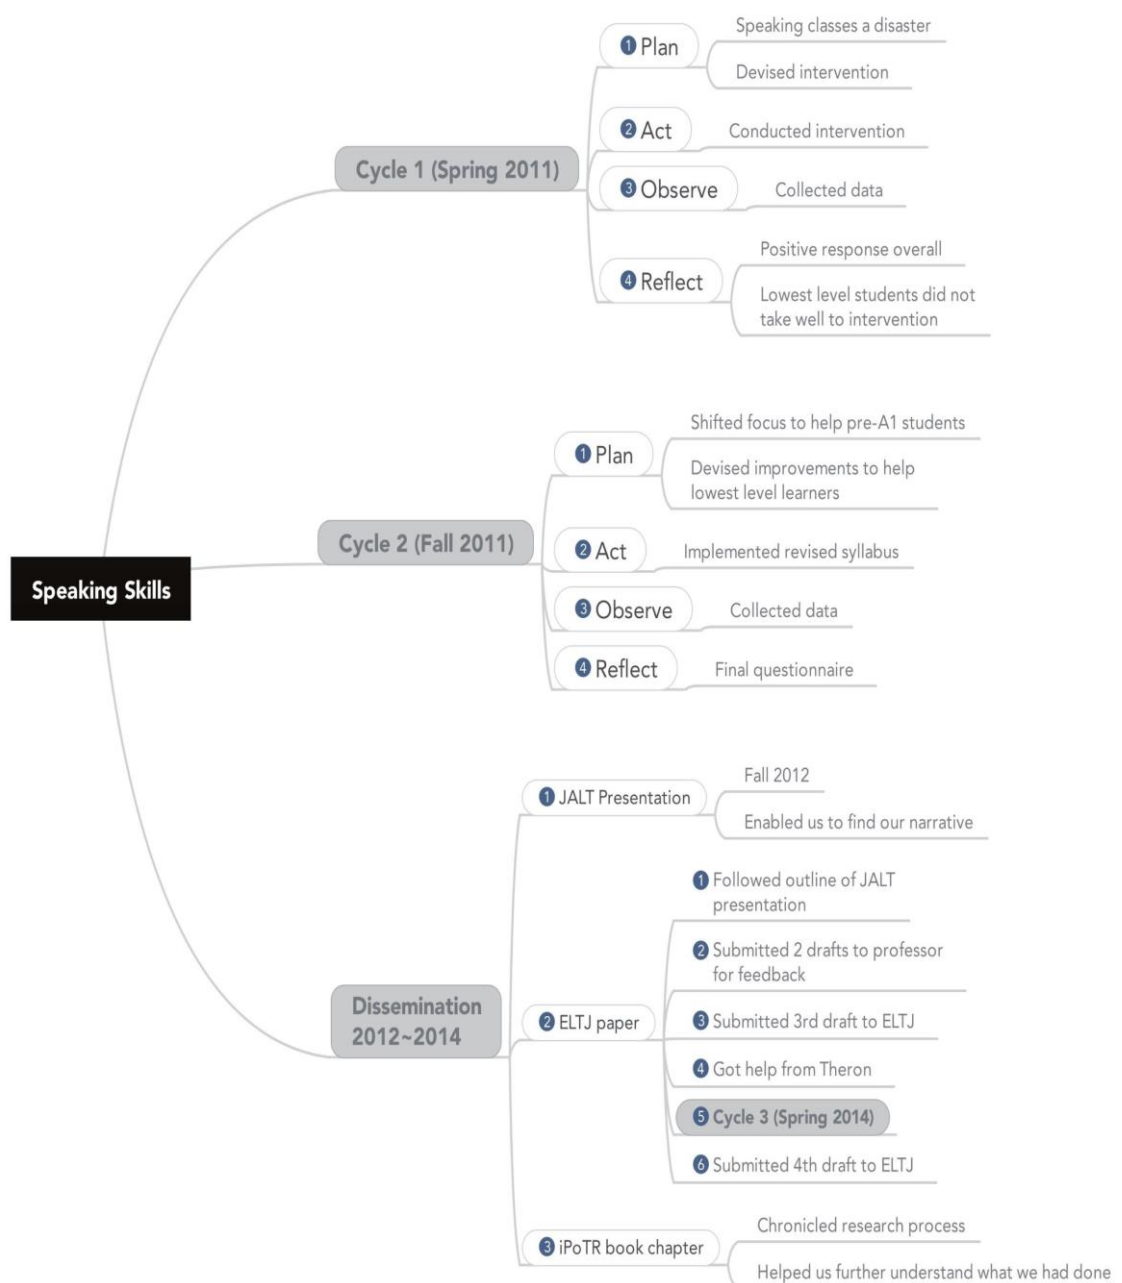 Speaking Skills
Cycle 1 (Spring 2011)
1 Plan
Speaking classes a disaster
Devised intervention
2 Act
Conducted intervention
3 Observe
Collected data
4 Reflect
Positive response overall
Lowest level students did not
take well to intervention
Cycle 2 (Fall 2011)
1 Plan
Shifted focus to help pre-A1 students
Devised improvements to help
lowest level learners
2 Act
Implemented revised syllabus
3 Observe
Collected data
4 Reflect
Final questionnaire
Dissemination
2012~2014
1 JALT Presentation
Fall 2012
Enabled us to find our narrative
2 ELTJ paper
1 Followed outline of JALT
presentation
2 Submitted 2 drafts to professor
for feedback
3 Submitted 3rd draft to ELTJ
4 Got help from Theron
5 Cycle 3 (Spring 2014)
6 Submitted 4th draft to ELTJ
3 iPoTR book chapter
Chronicled research process
Helped us further understand what we had done